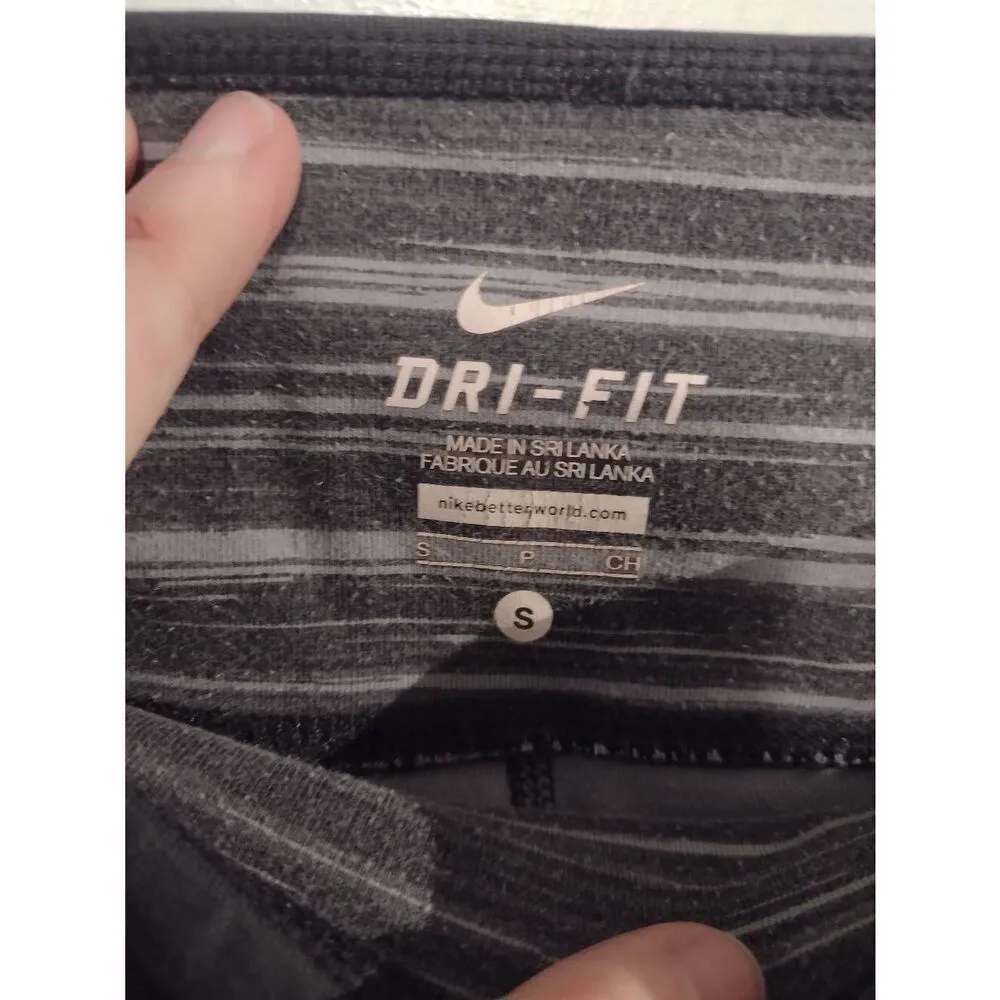 DRI-FIT
MADE IN SRI LANKA
FABRIQUE AU SRI LANKA
nikebetterworld.com
S P CH
S